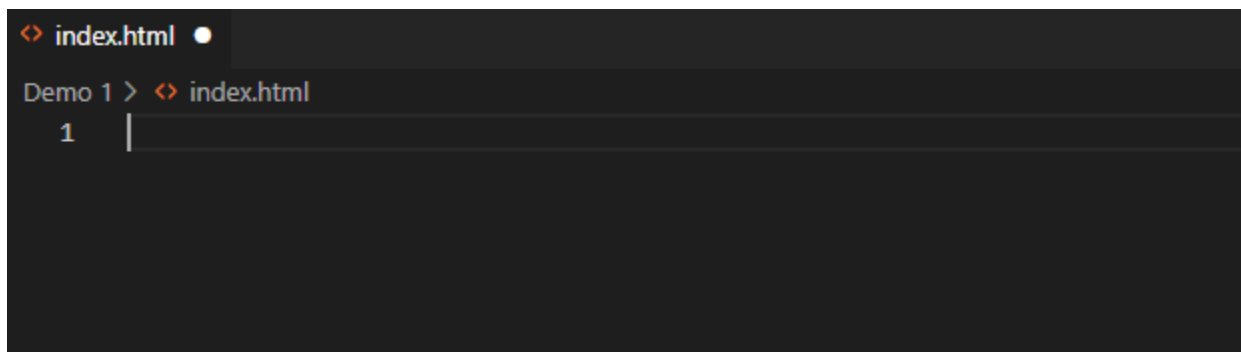 <> index.html ●
Demo 1 > <> index.html
1